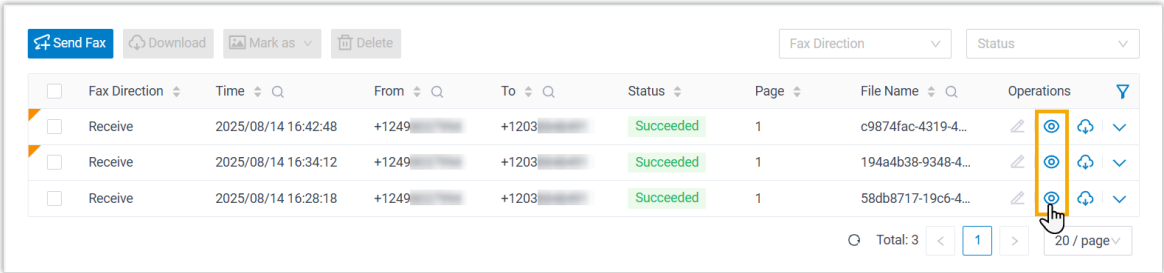 Send Fax Download Mark as Delete Fax Direction Status
Fax Direction Time From To Status Page File Name Operations
Receive 2025/08/14 16:42:48 +1249 +1203 Succeeded 1 c9874fac-4319-4...
Receive 2025/08/14 16:34:12 +1249 +1203 Succeeded 1 194a4b38-9348-4...
Receive 2025/08/14 16:28:18 +1249 +1203 Succeeded 1 58db8717-19c6-4...
Total: 3 < 1 > 20 / page